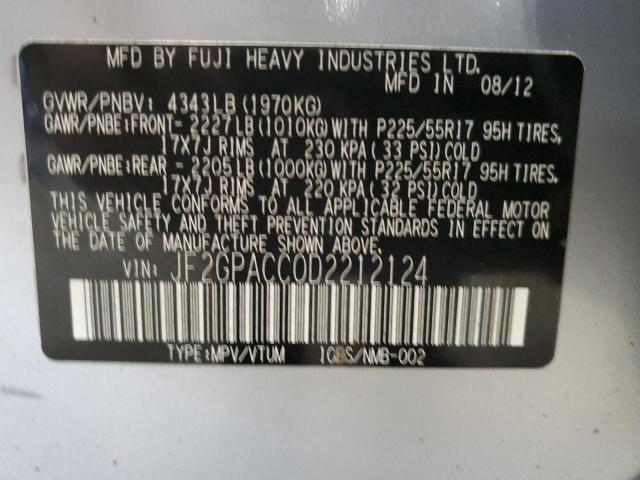 MFD BY FUJI HEAVY INDUSTRIES LTD.
MFD IN 08/12
GVWR/PNBV: 4343LB(1970KG)
GAWR/PNBE:FRONT- 2227LB(1010KG)WITH P225/55R17 95H TIRES,
17X7J RIMS AT 230 KPA( 33 PSI)COLD
GAWR/PNBE:REAR - 2205LB(1000KG)WITH P225/55R17 95H TIRES,
17X7J RIMS AT 220 KPA( 32 PSI)COLD
THIS VEHICLE CONFORMS TO ALL APPLICABLE FEDERAL MOTOR
VEHICLE SAFETY AND THEFT PREVENTION STANDARDS IN EFFECT ON
THE DATE OF MANUFACTURE SHOWN ABOVE.
VIN: JF2GPACC0D2212124
TYPE:MPV/VTUM